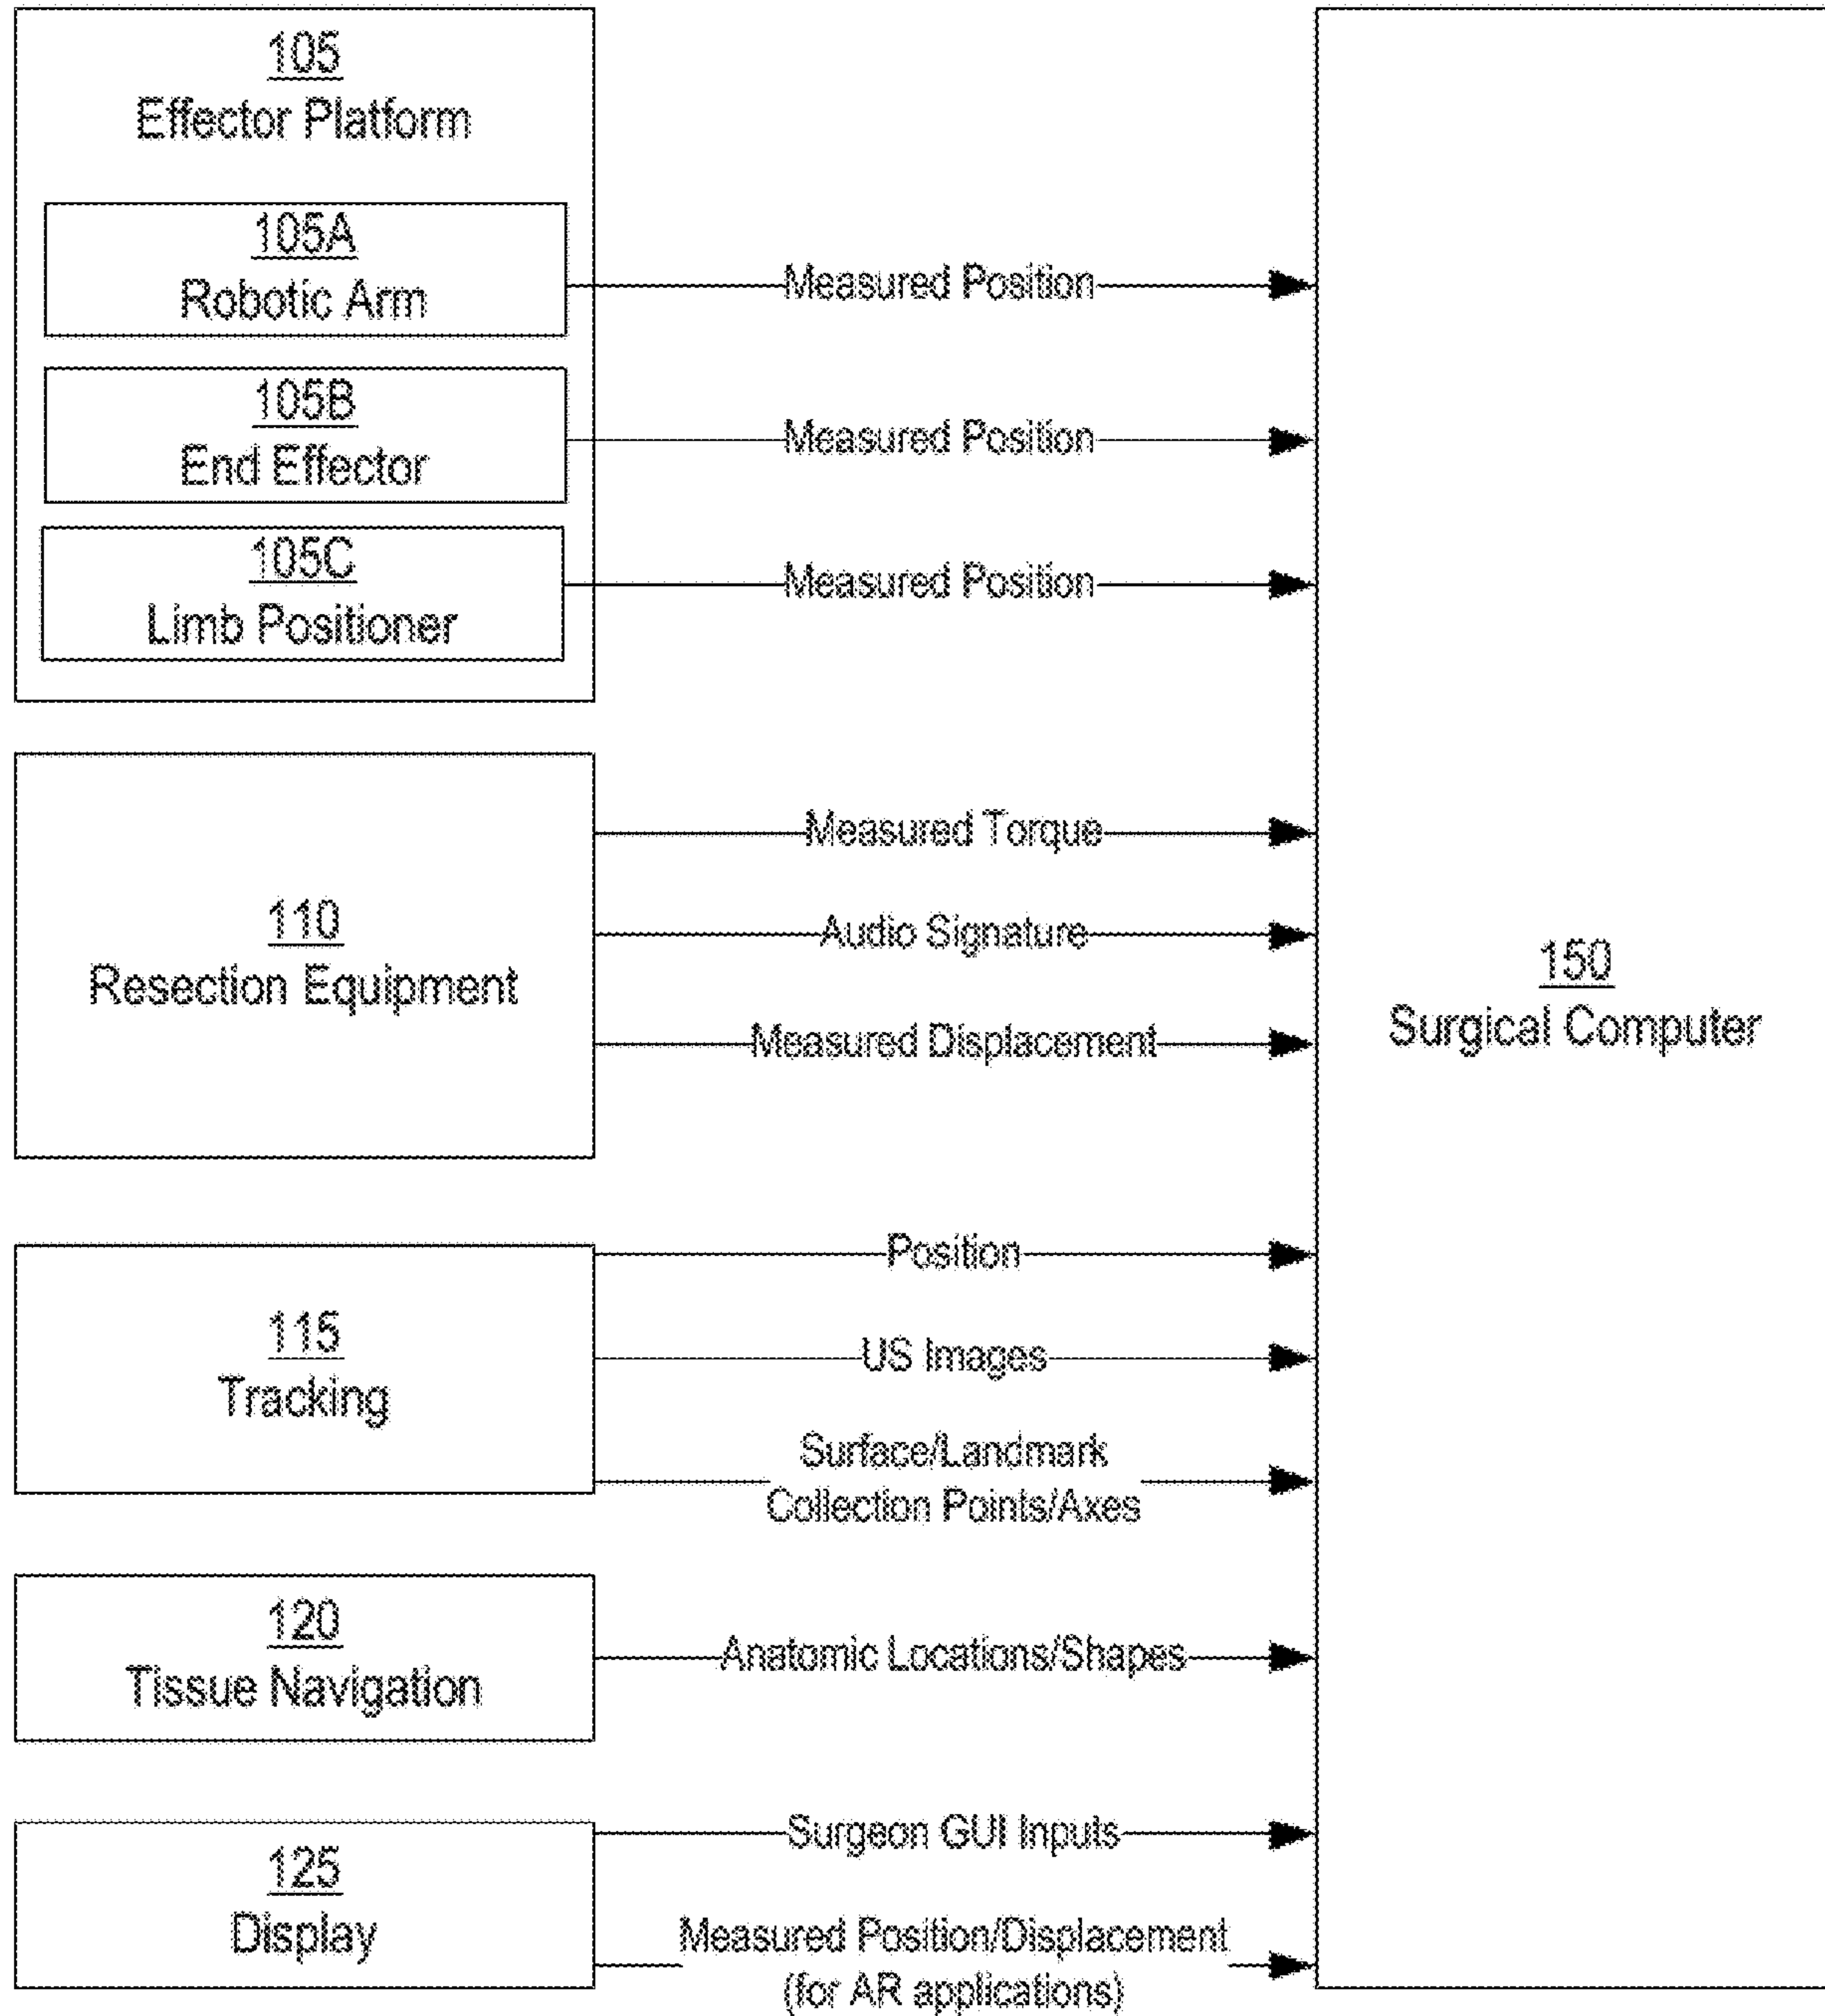 105
Effector Platform
105A
Robotic Arm
Measured Position
105B
End Effector
Measured Position
105C
Limb Positioner
Measured Position
110
Resection Equipment
Measured Torque
Audio Signature
Measured Displacement
115
Tracking
Position
US Images
Surface/Landmark
Collection Points/Axes
120
Tissue Navigation
Anatomic Locations/Shapes
125
Display
Surgeon GUI Inputs
Measured Position/Displacement
(for AR applications)
150
Surgical Computer